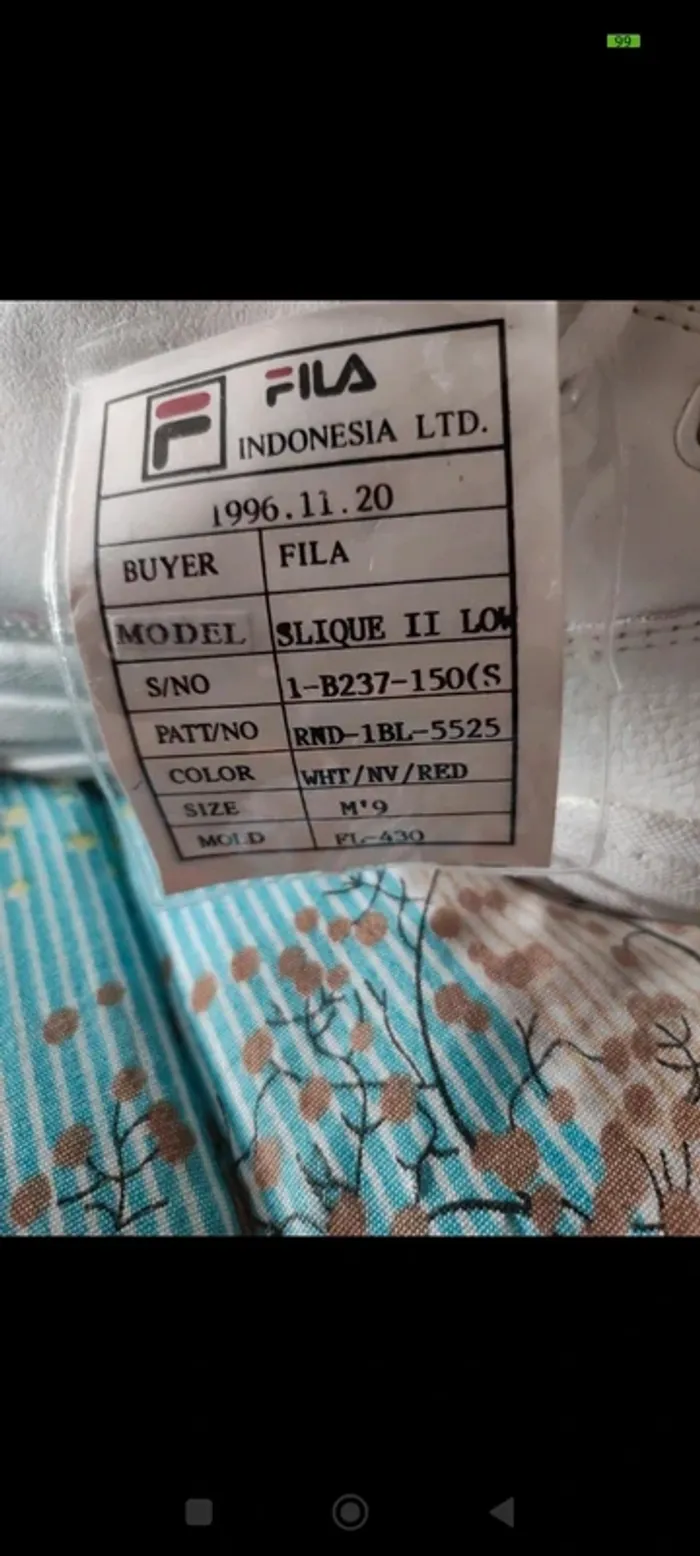 99
FILA
INDONESIA LTD.
1996.11.20
BUYER FILA
MODEL SLIQUE II LOW
S/NO 1-B237-150(S
PATT/NO RND-1BL-5525
COLOR WHT/NV/RED
SIZE M'9
MOLD FL-430